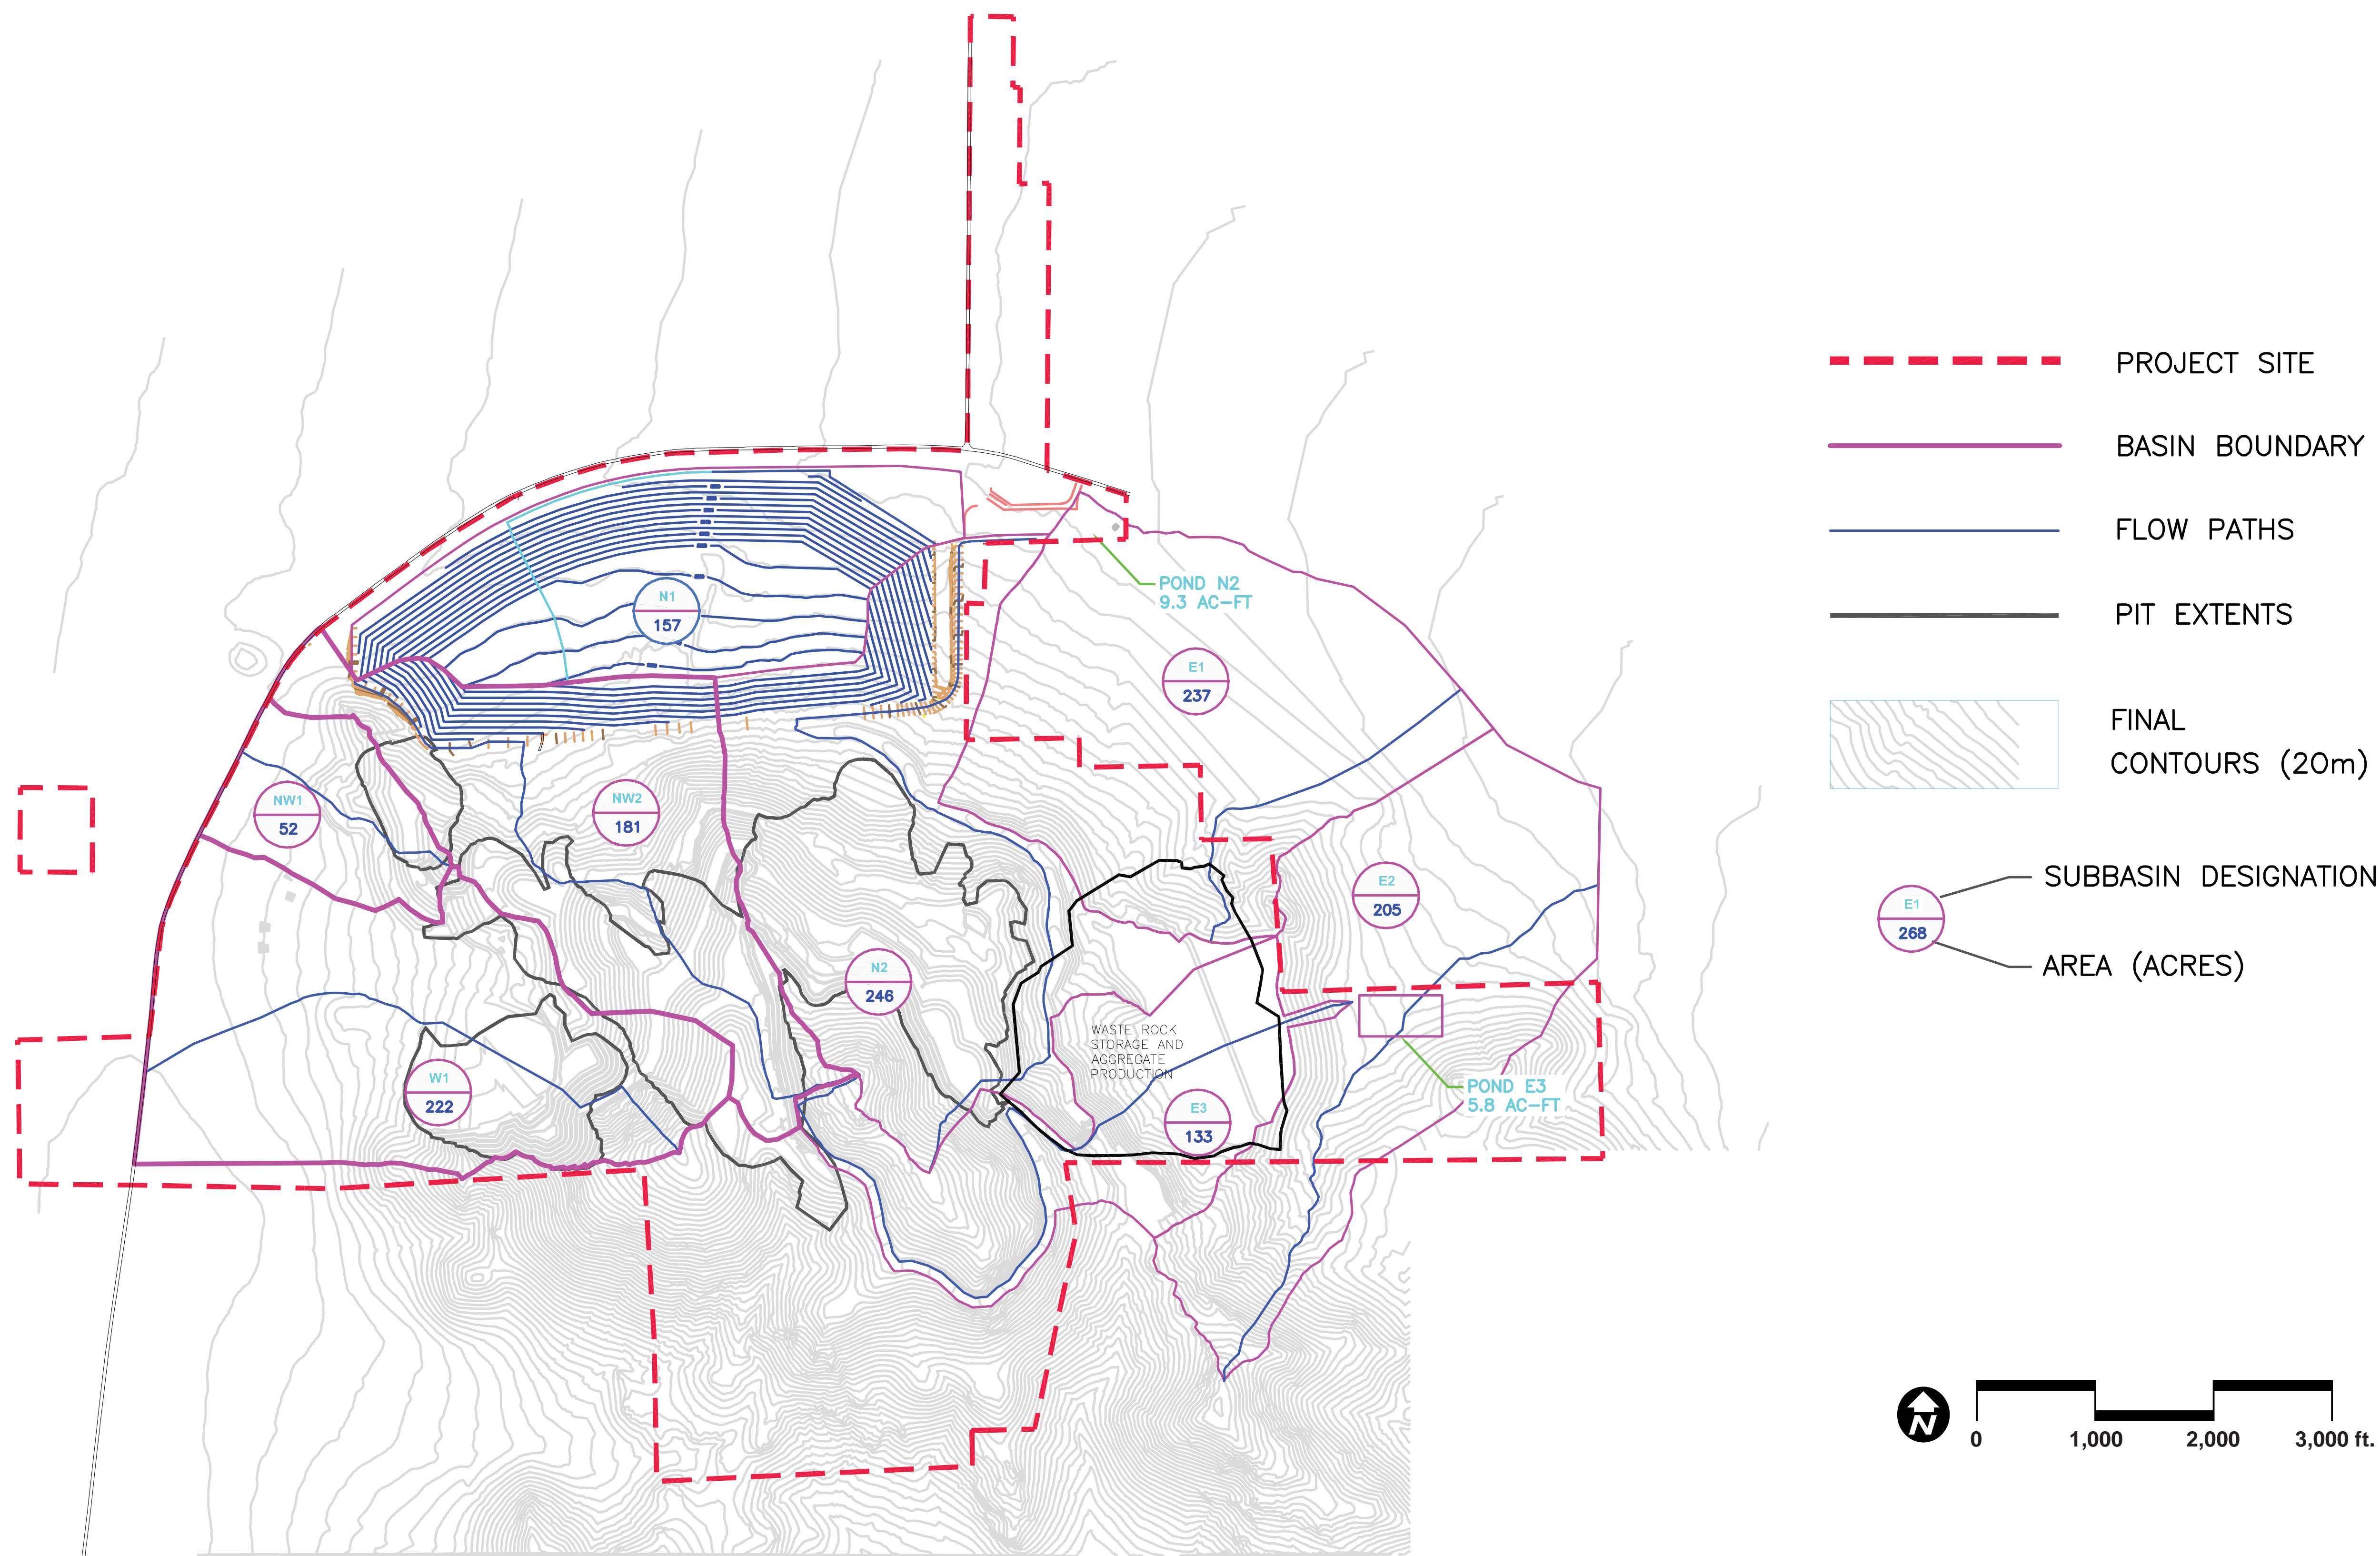 POND N2
9.3 AC-FT
N1
157
E1
237
NW1
52
NW2
181
E2
205
N2
246
WASTE ROCK
STORAGE AND
AGGREGATE
PRODUCTION
W1
222
E3
133
POND E3
5.8 AC-FT
PROJECT SITE
BASIN BOUNDARY
FLOW PATHS
PIT EXTENTS
FINAL
CONTOURS (20m)
SUBBASIN DESIGNATION
E1
268
AREA (ACRES)
N
0 1,000 2,000 3,000 ft.